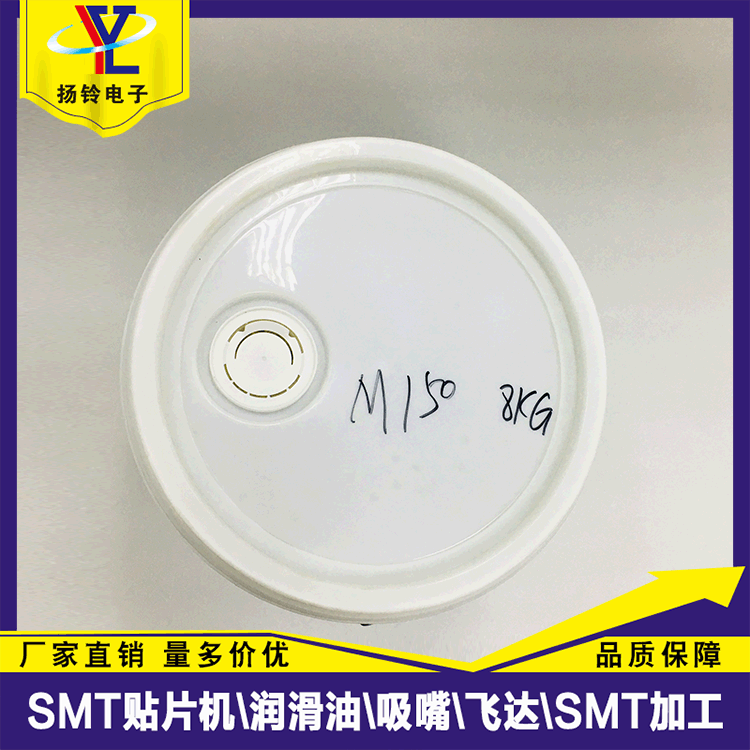 YL
扬铃电子
M150 8KG
厂家直销 量多价优
品质保障
SMT贴片机\润滑油\吸嘴\飞达\SMT加工